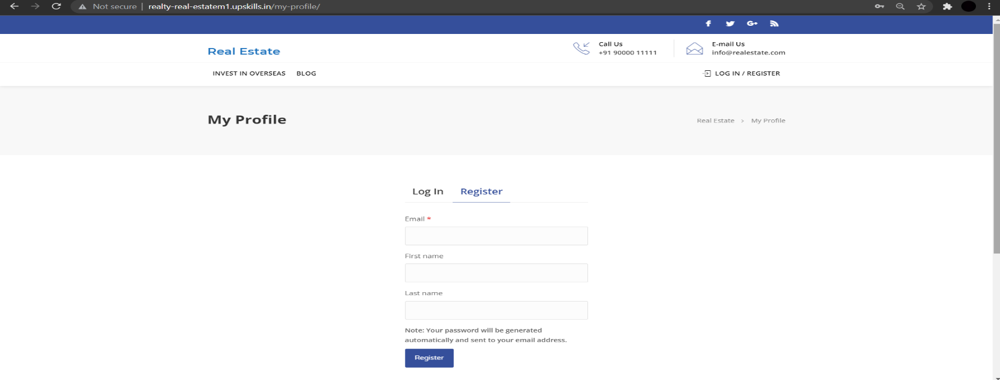 Not secure | realty-real-estatem1.upskills.in/my-profile/
Real Estate
Call Us
+91 90000 11111
E-mail Us
info@realestate.com
INVEST IN OVERSEAS BLOG
LOG IN / REGISTER
My Profile
Real Estate > My Profile
Log In Register
Email *
First name
Last name
Note: Your password will be generated
automatically and sent to your email address.
Register